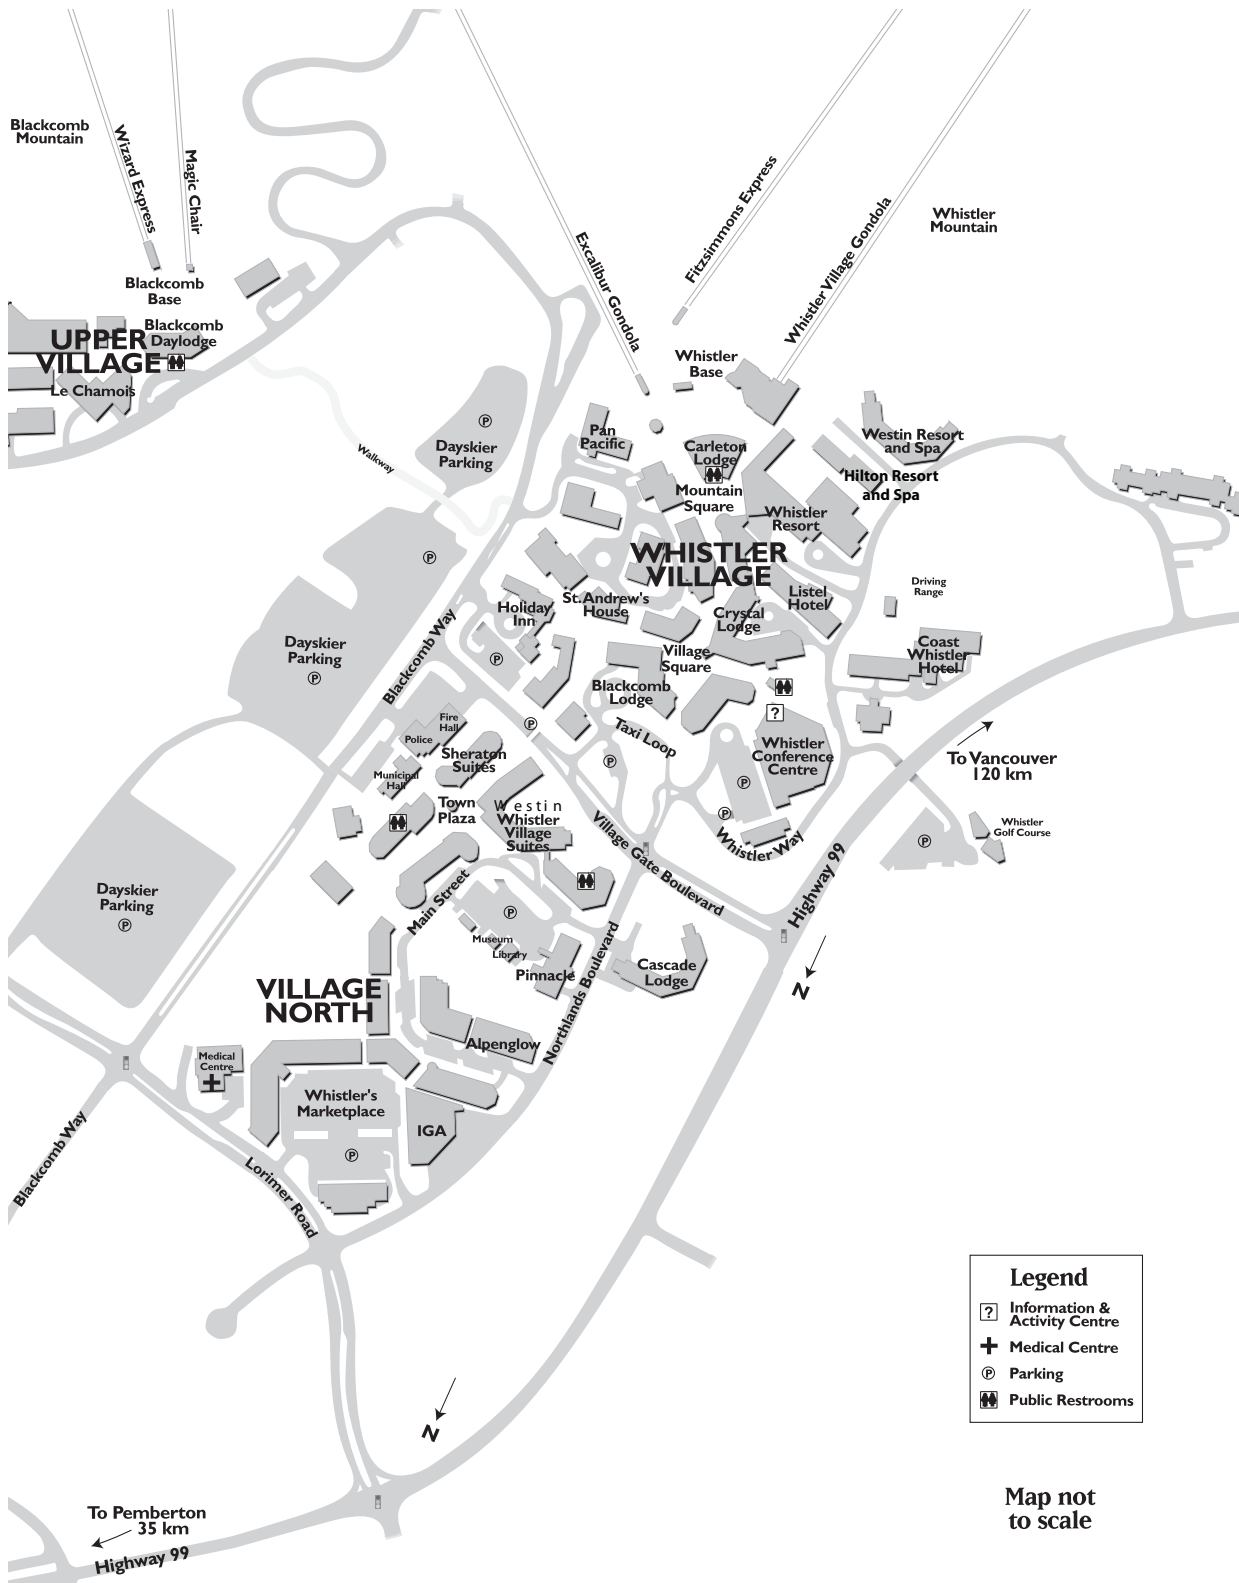 Blackcomb
Mountain
Wizard Express
Magic Chair
Excalibur Gondola
Fitzsimmons Express
Whistler Village Gondola
Whistler
Mountain
Blackcomb
Base
Blackcomb
Daylodge
UPPER
VILLAGE
Le Chamois
Whistler
Base
Walkway
P
Dayskier
Parking
Pan
Pacific
Carleton
Lodge
Mountain
Square
Westin Resort
and Spa
Hilton Resort
and Spa
Whistler
Resort
P
WHISTLER
VILLAGE
Driving
Range
Holiday
Inn
St. Andrew's
House
Crystal
Lodge
Listel
Hotel
Coast
Whistler
Hotel
Dayskier
Parking
P
Blackcomb Way
P
Village
Square
Blackcomb
Lodge
?
Fire
Hall
Police
Sheraton
Suites
Municipal
Hall
P
Taxi Loop
P
Whistler
Conference
Centre
P
To Vancouver
120 km
Town
Plaza
Westin
Whistler
Village
Suites
P
Whistler Way
Village Gate Boulevard
Highway 99
P
Whistler
Golf Course
Dayskier
Parking
P
Main Street
P
Museum
Library
Pinnacle
Northlands Boulevard
Cascade
Lodge
N
VILLAGE
NORTH
Alpenglow
Medical
Centre
Whistler's
Marketplace
IGA
P
Blackcomb Way
Lorimer Road
N
Legend
?
Information &
Activity Centre
Medical Centre
P
Parking
Public Restrooms
Map not
to scale
To Pemberton
35 km
Highway 99